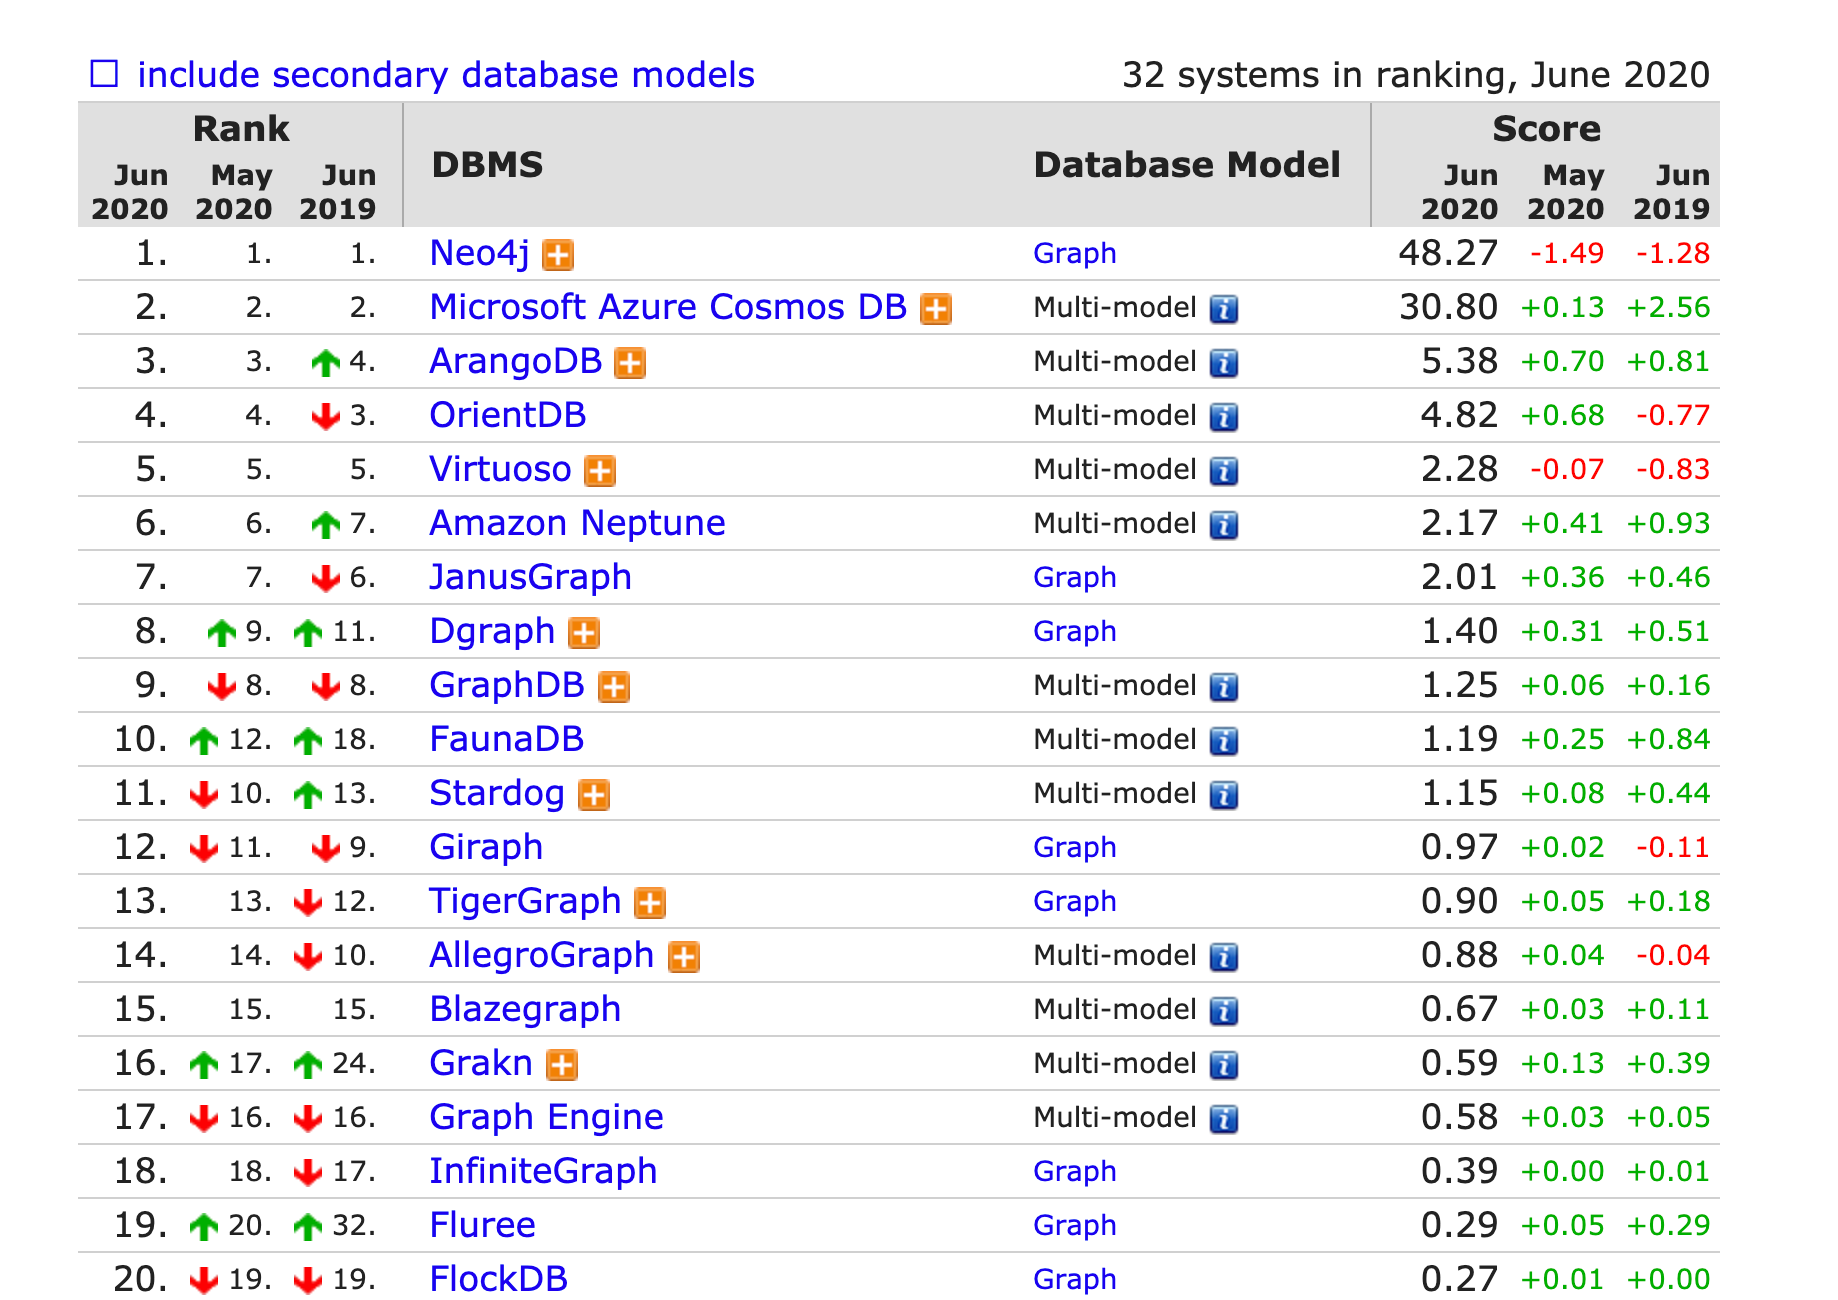 include secondary database models 32 systems in ranking, June 2020
Rank DBMS Database Model Score
Jun 2020 May 2020 Jun 2019 Jun 2020 May 2020 Jun 2019
1. 1. 1. Neo4j Graph 48.27 -1.49 -1.28
2. 2. 2. Microsoft Azure Cosmos DB Multi-model 30.80 +0.13 +2.56
3. 3. 4. ArangoDB Multi-model 5.38 +0.70 +0.81
4. 4. 3. OrientDB Multi-model 4.82 +0.68 -0.77
5. 5. 5. Virtuoso Multi-model 2.28 -0.07 -0.83
6. 6. 7. Amazon Neptune Multi-model 2.17 +0.41 +0.93
7. 7. 6. JanusGraph Graph 2.01 +0.36 +0.46
8. 9. 11. Dgraph Graph 1.40 +0.31 +0.51
9. 8. 8. GraphDB Multi-model 1.25 +0.06 +0.16
10. 12. 18. FaunaDB Multi-model 1.19 +0.25 +0.84
11. 10. 13. Stardog Multi-model 1.15 +0.08 +0.44
12. 11. 9. Giraph Graph 0.97 +0.02 -0.11
13. 13. 12. TigerGraph Graph 0.90 +0.05 +0.18
14. 14. 10. AllegroGraph Multi-model 0.88 +0.04 -0.04
15. 15. 15. Blazegraph Multi-model 0.67 +0.03 +0.11
16. 17. 24. Grakn Multi-model 0.59 +0.13 +0.39
17. 16. 16. Graph Engine Multi-model 0.58 +0.03 +0.05
18. 18. 17. InfiniteGraph Graph 0.39 +0.00 +0.01
19. 20. 32. Fluree Graph 0.29 +0.05 +0.29
20. 19. 19. FlockDB Graph 0.27 +0.01 +0.00